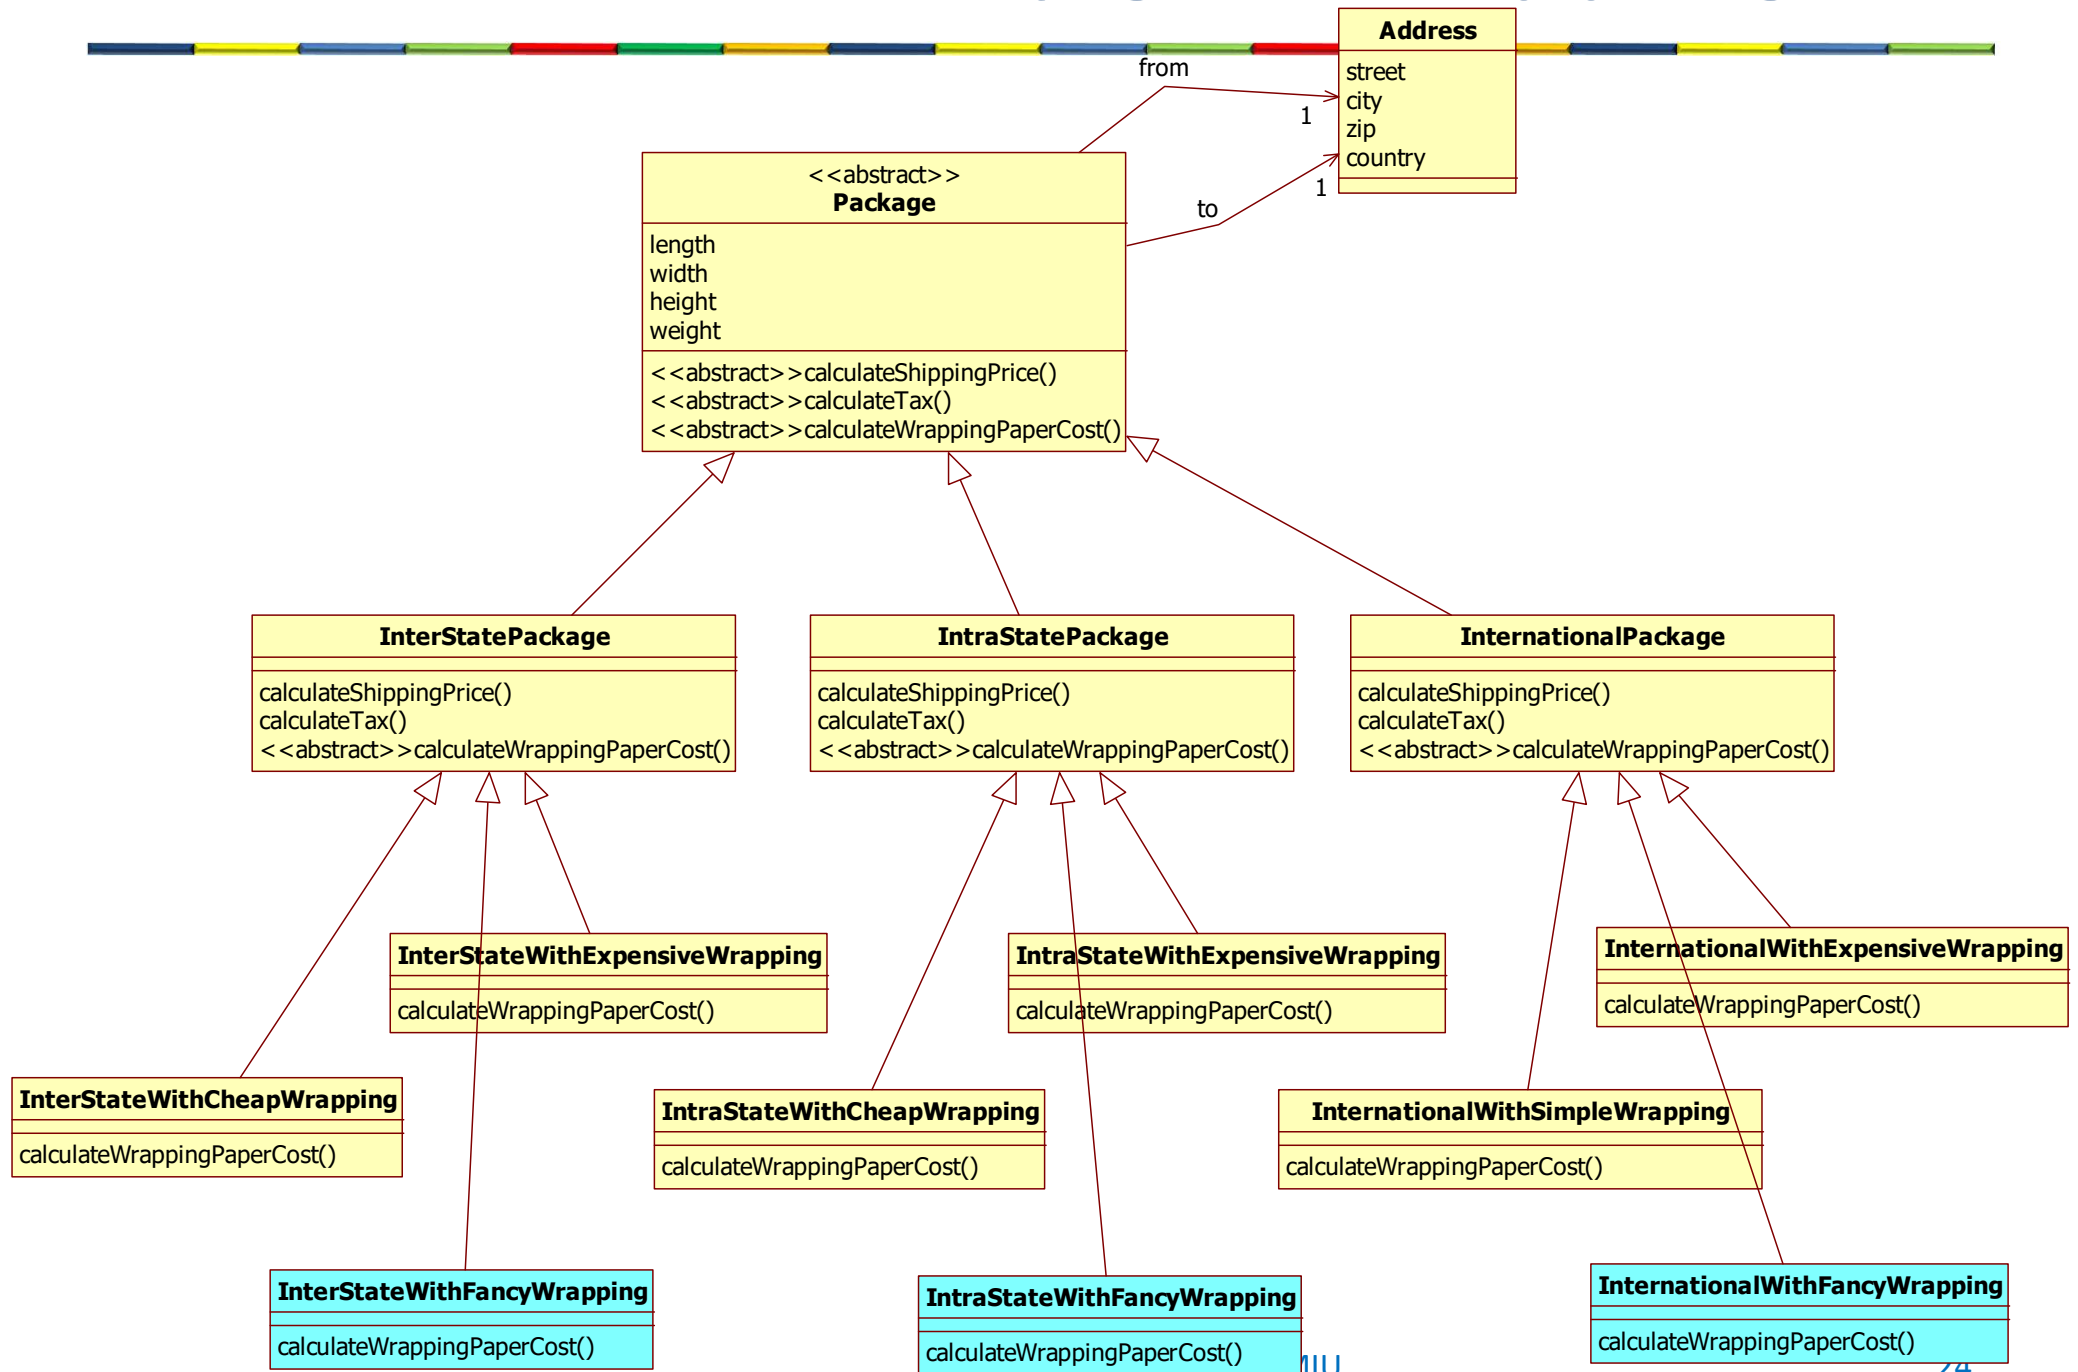 Address
street
city
zip
country
from
1
to
1
<<abstract>>
Package
length
width
height
weight
<<abstract>>calculateShippingPrice()
<<abstract>>calculateTax()
<<abstract>>calculateWrappingPaperCost()
InterStatePackage
calculateShippingPrice()
calculateTax()
<<abstract>>calculateWrappingPaperCost()
IntraStatePackage
calculateShippingPrice()
calculateTax()
<<abstract>>calculateWrappingPaperCost()
InternationalPackage
calculateShippingPrice()
calculateTax()
<<abstract>>calculateWrappingPaperCost()
InterStateWithExpensiveWrapping
calculateWrappingPaperCost()
IntraStateWithExpensiveWrapping
calculateWrappingPaperCost()
InternationalWithExpensiveWrapping
calculateWrappingPaperCost()
InterStateWithCheapWrapping
calculateWrappingPaperCost()
IntraStateWithCheapWrapping
calculateWrappingPaperCost()
InternationalWithSimpleWrapping
calculateWrappingPaperCost()
InterStateWithFancyWrapping
calculateWrappingPaperCost()
IntraStateWithFancyWrapping
calculateWrappingPaperCost()
InternationalWithFancyWrapping
calculateWrappingPaperCost()
24